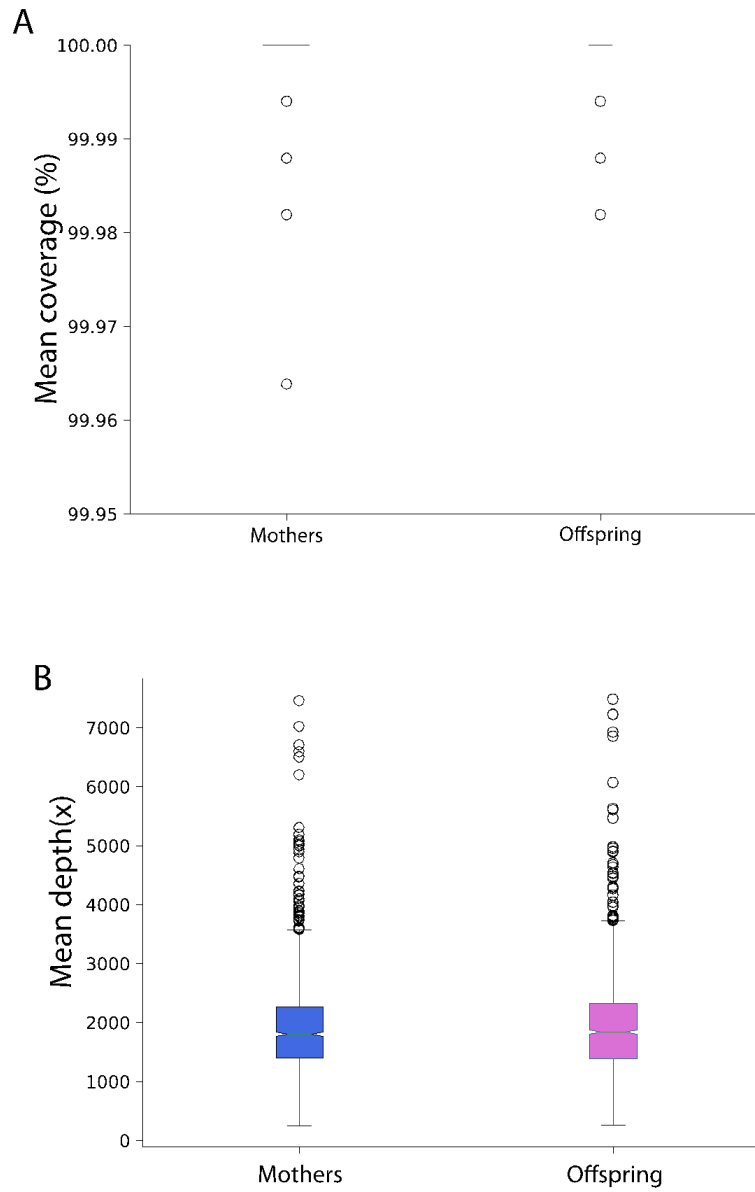 A
100.00
99.99
99.98
99.97
99.96
99.95
Mean coverage (%)
Mothers Offspring
B
7000
6000
5000
4000
3000
2000
1000
0
Mean depth(x)
Mothers Offspring